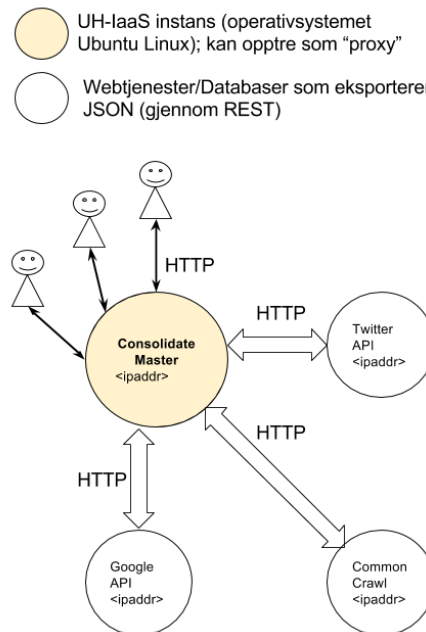 UH-IaaS instans (operativsystemet
Ubuntu Linux); kan opptre som “proxy”
Webtjenester/Databaser som eksporterer
JSON (gjennom REST)
HTTP
Consolidate
Master
<ipaddr>
HTTP
Twitter
API
<ipaddr>
HTTP
HTTP
Google
API
<ipaddr>
Common
Crawl
<ipaddr>